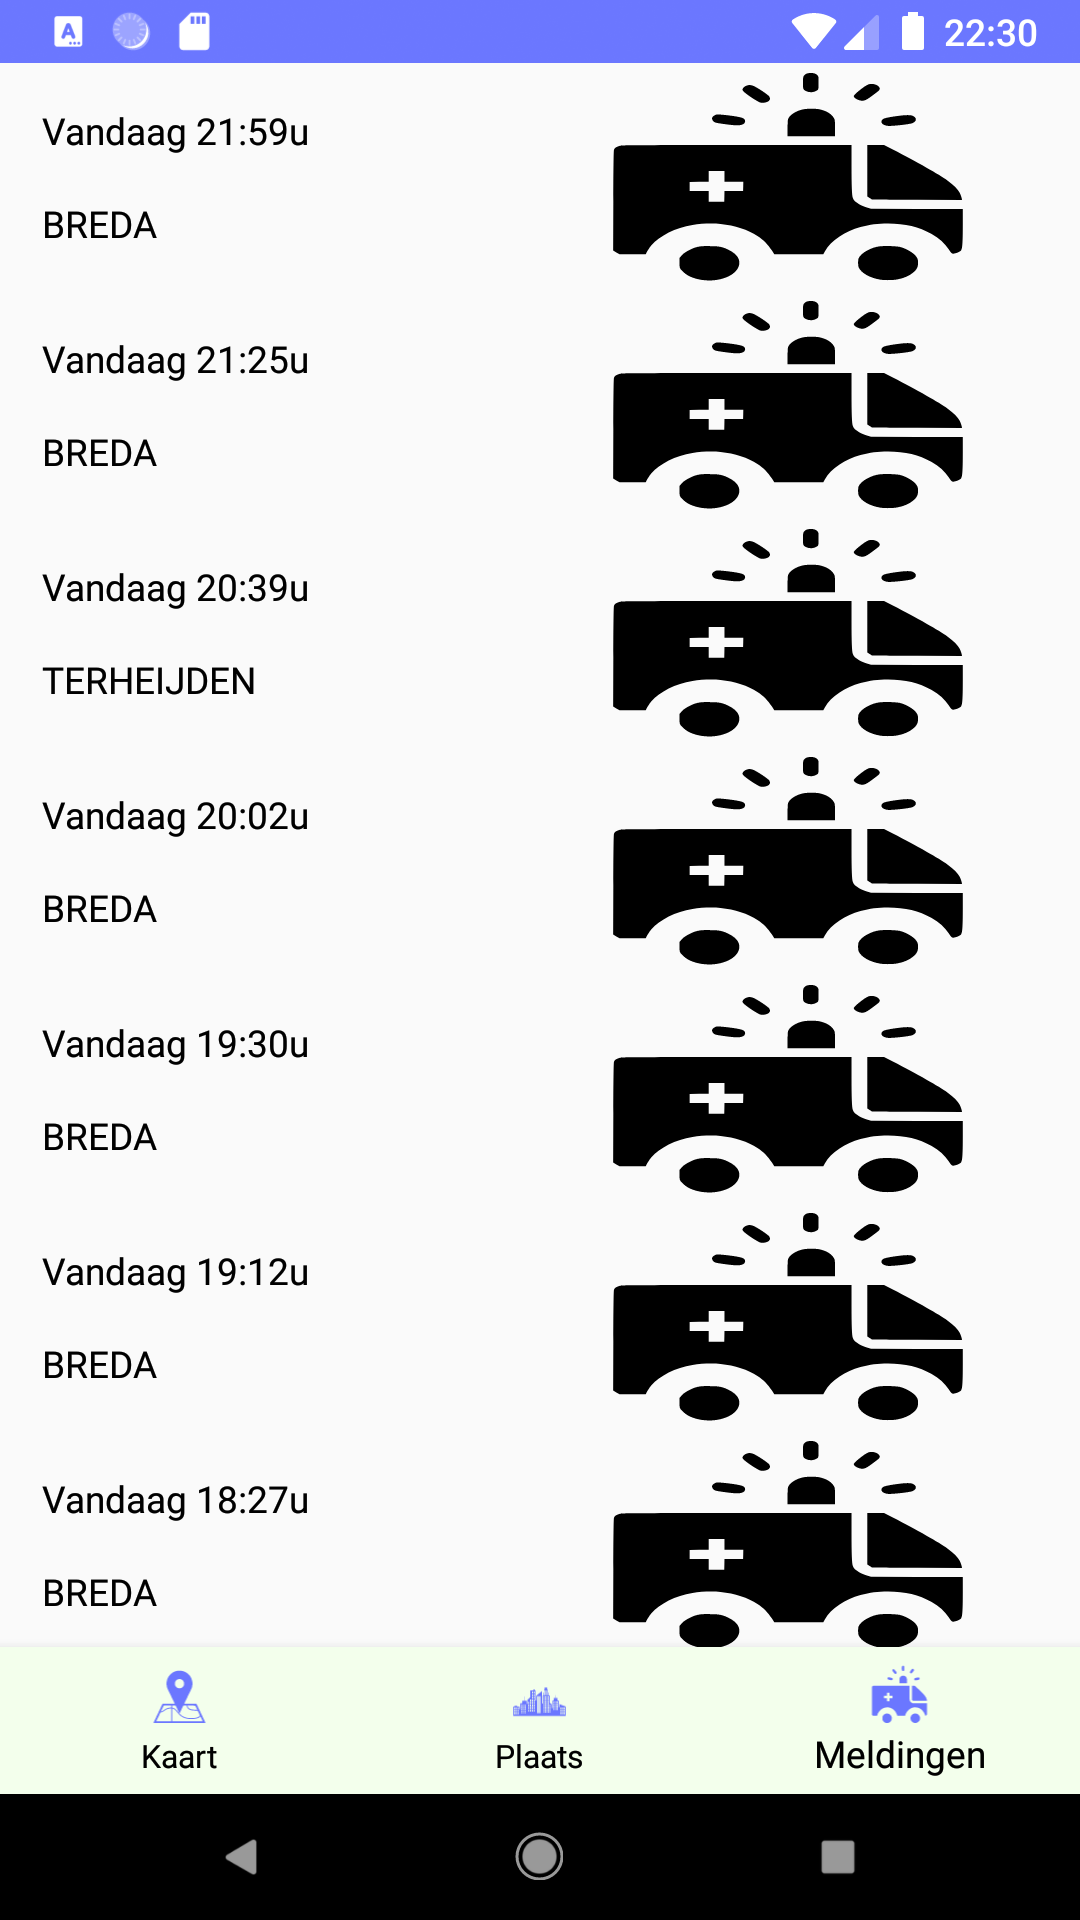 22:30
Vandaag 21:59u
BREDA
Vandaag 21:25u
BREDA
Vandaag 20:39u
TERHEIJDEN
Vandaag 20:02u
BREDA
Vandaag 19:30u
BREDA
Vandaag 19:12u
BREDA
Vandaag 18:27u
BREDA
Kaart
Plaats
Meldingen